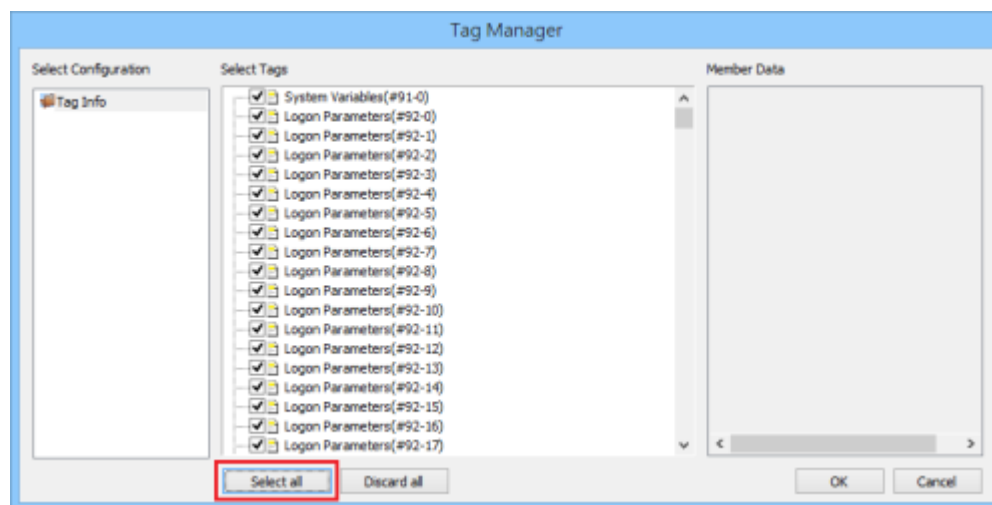 Tag Manager
Select Configuration
Select Tags
Member Data
Tag Info
System Variables(#91-0)
Logon Parameters(#92-0)
Logon Parameters(#92-1)
Logon Parameters(#92-2)
Logon Parameters(#92-3)
Logon Parameters(#92-4)
Logon Parameters(#92-5)
Logon Parameters(#92-6)
Logon Parameters(#92-7)
Logon Parameters(#92-8)
Logon Parameters(#92-9)
Logon Parameters(#92-10)
Logon Parameters(#92-11)
Logon Parameters(#92-12)
Logon Parameters(#92-13)
Logon Parameters(#92-14)
Logon Parameters(#92-15)
Logon Parameters(#92-16)
Logon Parameters(#92-17)
Select all
Discard all
OK
Cancel